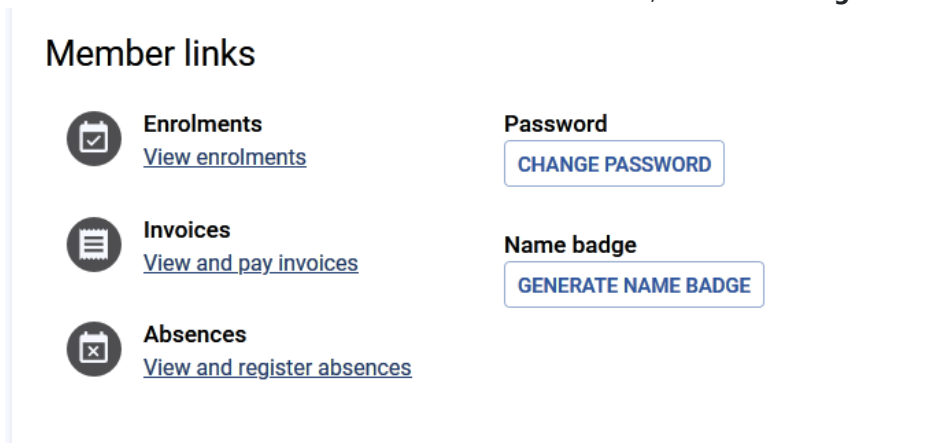 Member links
Enrolments
View enrolments
Invoices
View and pay invoices
Absences
View and register absences
Password
CHANGE PASSWORD
Name badge
GENERATE NAME BADGE